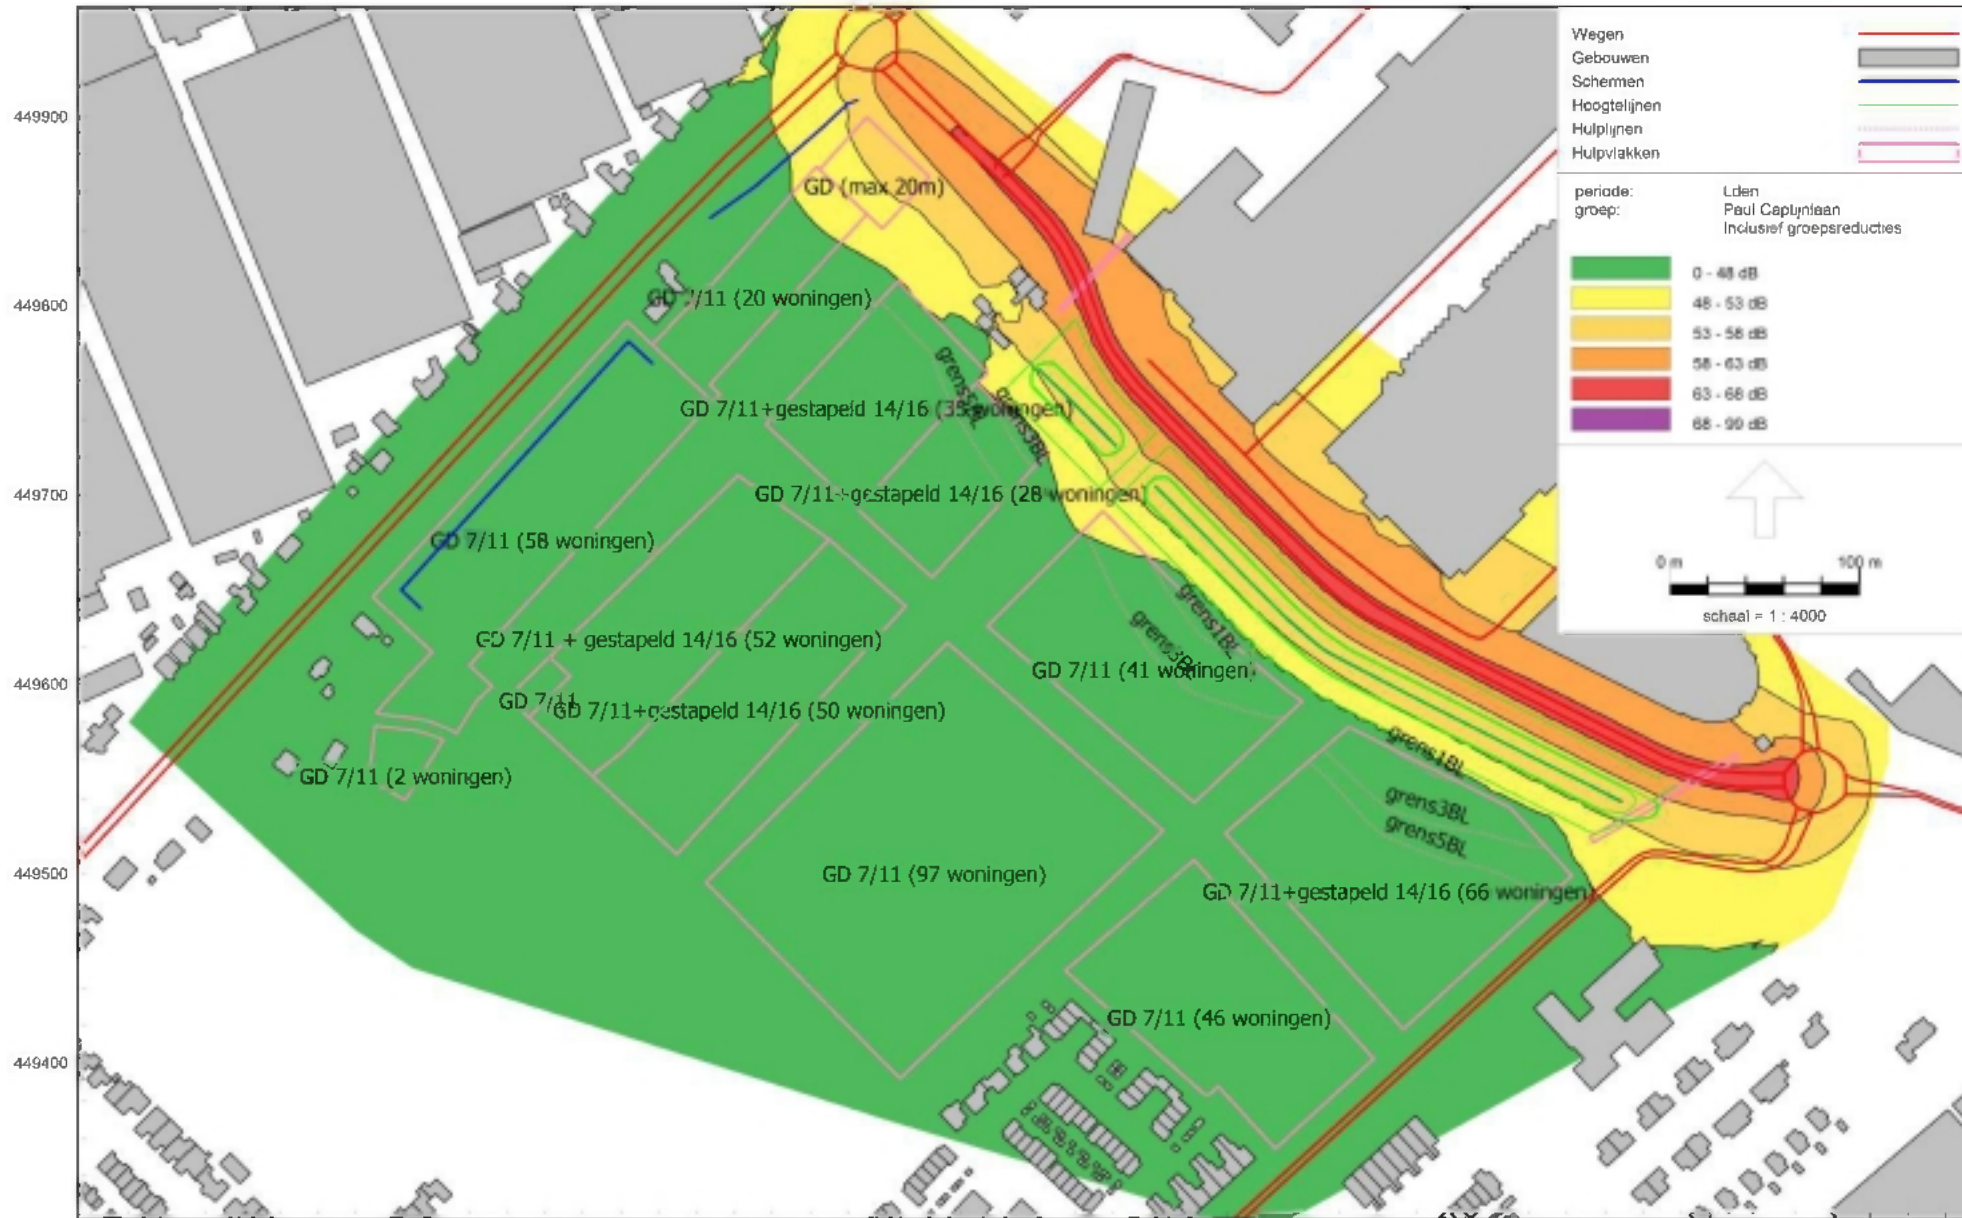 Wegen
Gebouwen
Schermen
Hoogtelijnen
Hulplijnen
Hulpvlakken
periode: Lden
groep: Paul Captijnlaan
Inclusief groepsreducties
0 - 48 dB
48 - 53 dB
53 - 58 dB
58 - 63 dB
63 - 68 dB
68 - 99 dB
0 m 100 m
schaal = 1 : 4000
449900
449800
449700
449600
449500
449400
GD (max 20m)
GD 7/11 (20 woningen)
GD 7/11+gestapeld 14/16 (35 woningen)
grens5BL
grens3BL
GD 7/11+gestapeld 14/16 (28 woningen)
GD 7/11 (58 woningen)
GD 7/11 + gestapeld 14/16 (52 woningen)
grens1BL
grens3BL
GD 7/11 (41 woningen)
GD 7/11
GD 7/11+gestapeld 14/16 (50 woningen)
grens1BL
GD 7/11 (2 woningen)
grens3BL
grens5BL
GD 7/11 (97 woningen)
GD 7/11+gestapeld 14/16 (66 woningen)
GD 7/11 (46 woningen)